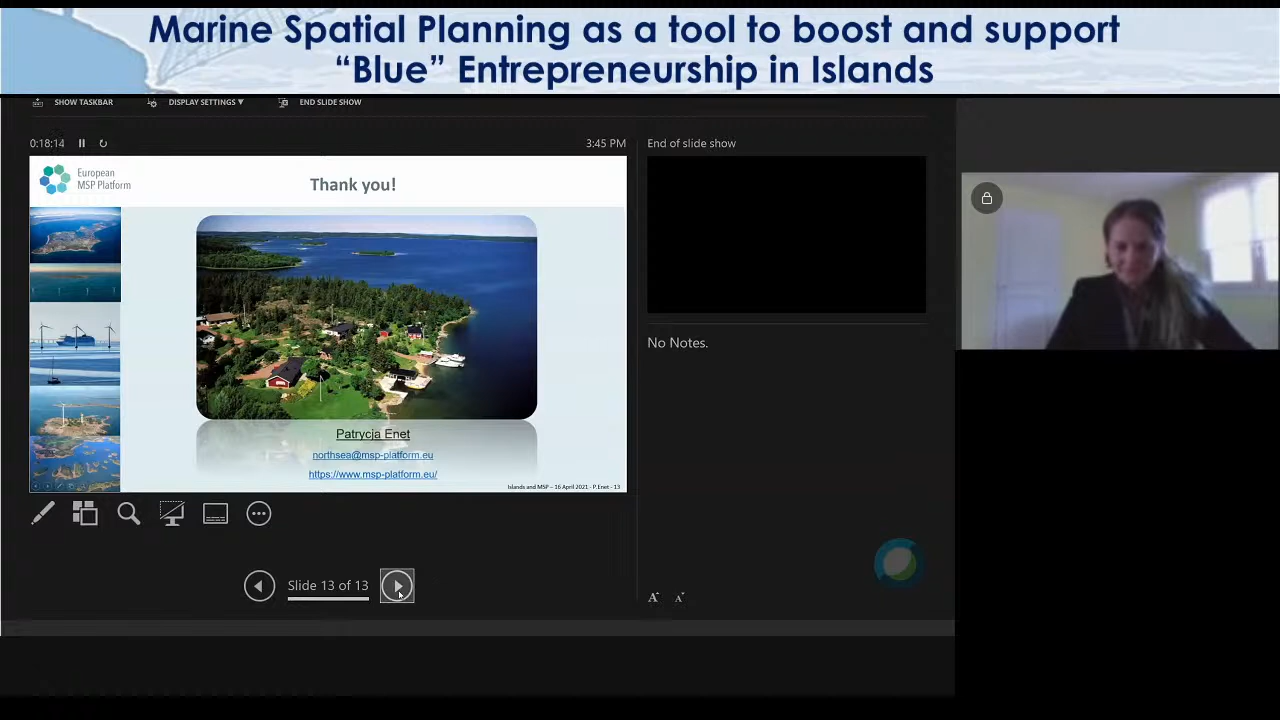 Marine Spatial Planning as a tool to boost and support
“Blue” Entrepreneurship in Islands
SHOW TASKBAR
DISPLAY SETTINGS ▼
END SLIDE SHOW
0:18:14
3:45 PM
End of slide show
European
MSP Platform
Thank you!
Patrycja Enet
northsea@msp-platform.eu
https://www.msp-platform.eu/
Islands and MSP – 16 April 2021 - P.Enet - 13
No Notes.
Slide 13 of 13
A A